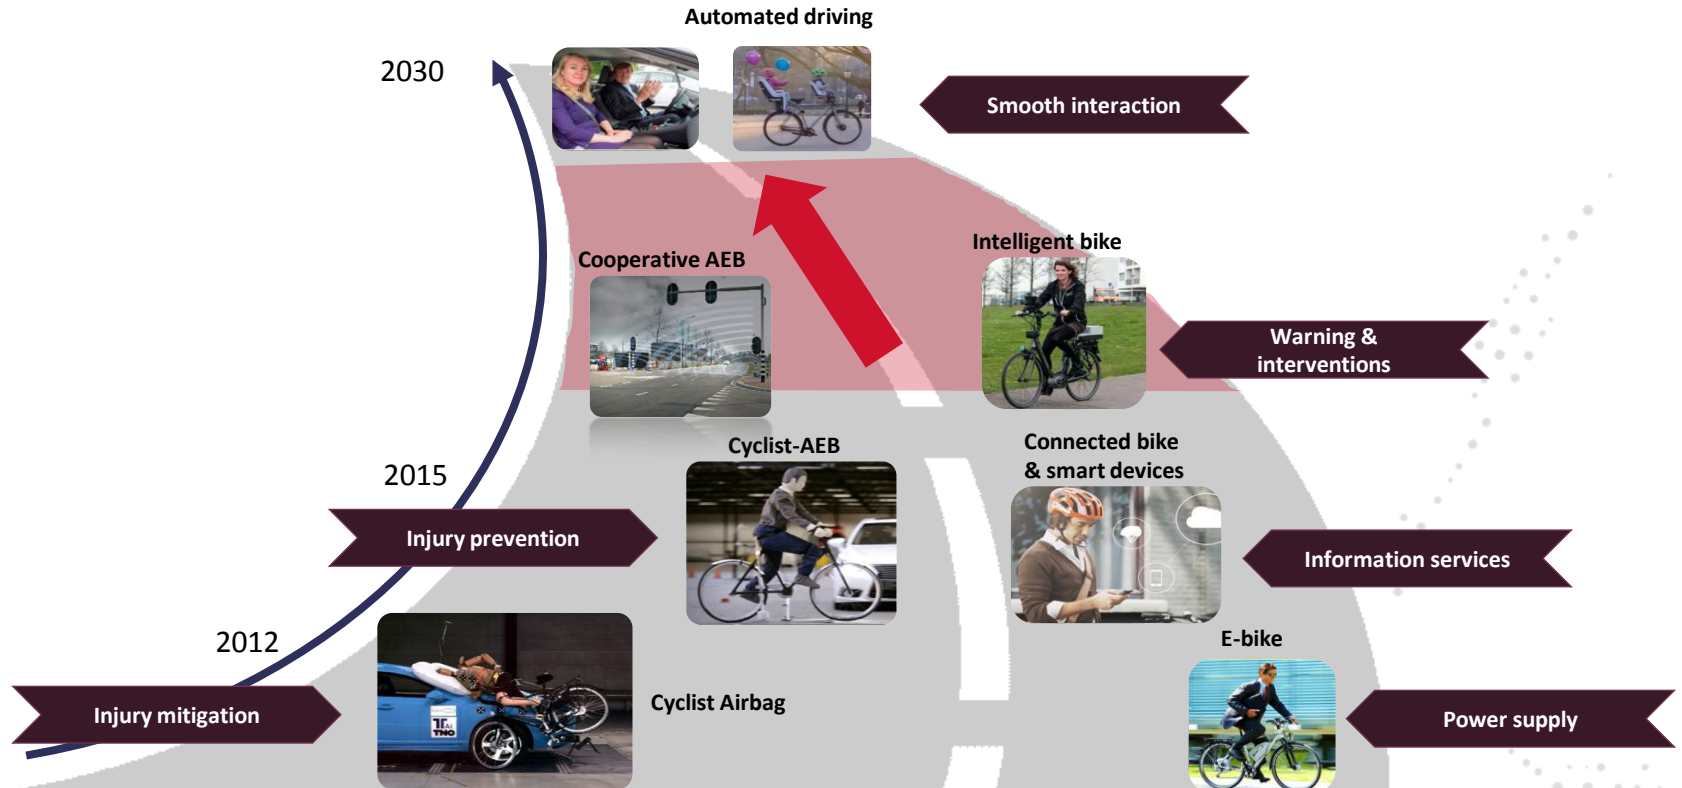 Automated driving
2030
Smooth interaction
Intelligent bike
Cooperative AEB
Warning &
interventions
Cyclist-AEB
Connected bike
& smart devices
2015
Injury prevention
Information services
2012
E-bike
Cyclist Airbag
Injury mitigation
Power supply
TNO